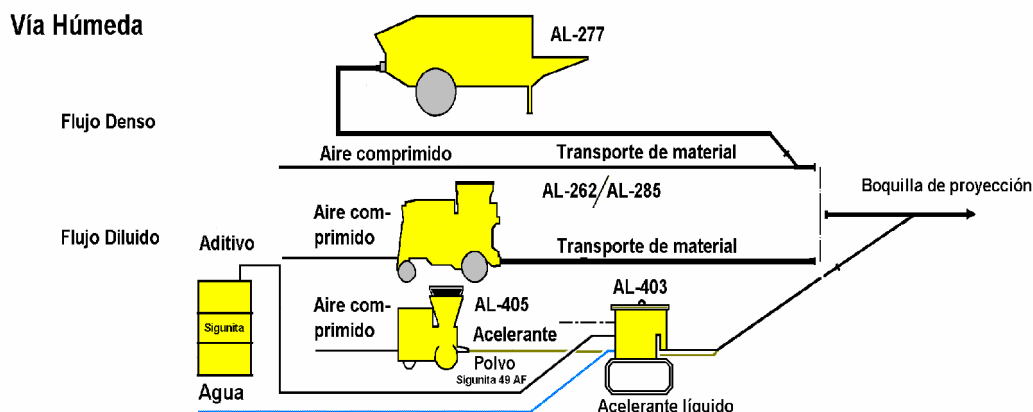 Vía Húmeda
AL-277
Flujo Denso
Aire comprimido
Transporte de material
AL-262/AL-285
Boquilla de proyección
Aire com-
primido
Flujo Diluido
Aditivo
Transporte de material
AL-403
Aire com-
primido
AL-405
Acelerante
Sigunita
Polvo
Sigunita 49 AF
Agua
Acelerante líquido